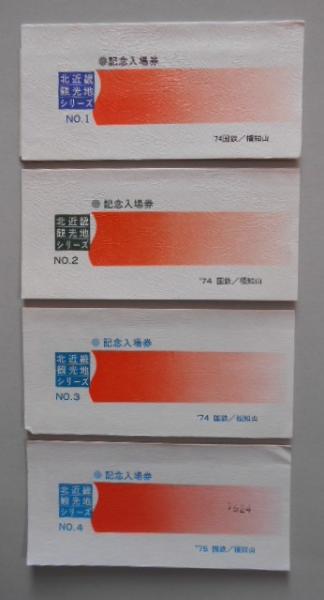 ◉記念入場券
北近畿
観光地
シリーズ
NO.1
'74国鉄/福知山
◉ 記念入場券
北近畿
観光地
シリーズ
NO.2
'74 国鉄/福知山
◉ 記念入場券
北近畿
観光地
シリーズ
NO.3
'74 国鉄/福知山
◉ 記念入場券
北近畿
観光地
シリーズ
NO.4
'75 国鉄/福知山